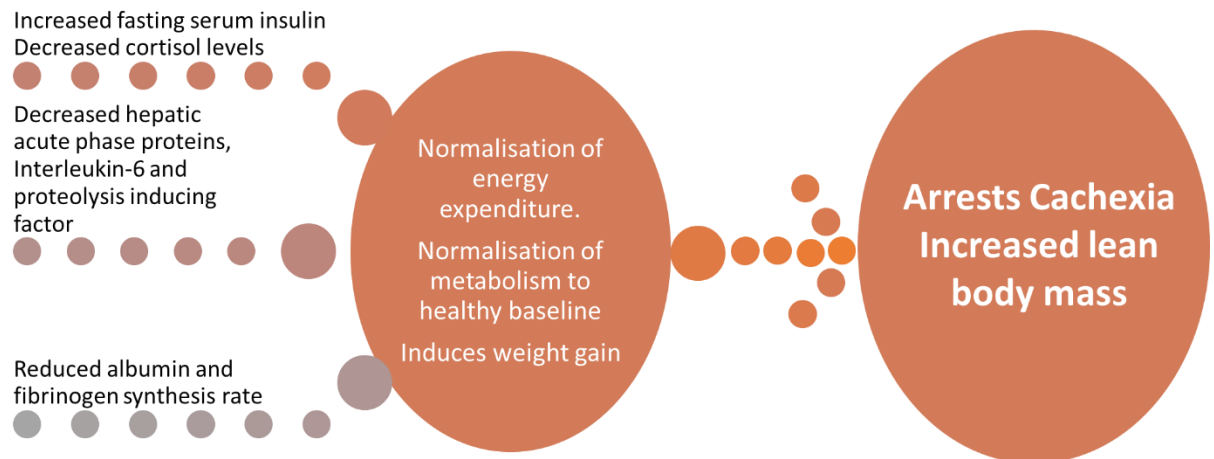 Increased fasting serum insulin
Decreased cortisol levels
Decreased hepatic
acute phase proteins,
Interleukin-6 and
proteolysis inducing
factor
Reduced albumin and
fibrinogen synthesis rate
Normalisation of
energy
expenditure.
Normalisation of
metabolism to
healthy baseline
Induces weight gain
Arrests Cachexia
Increased lean
body mass